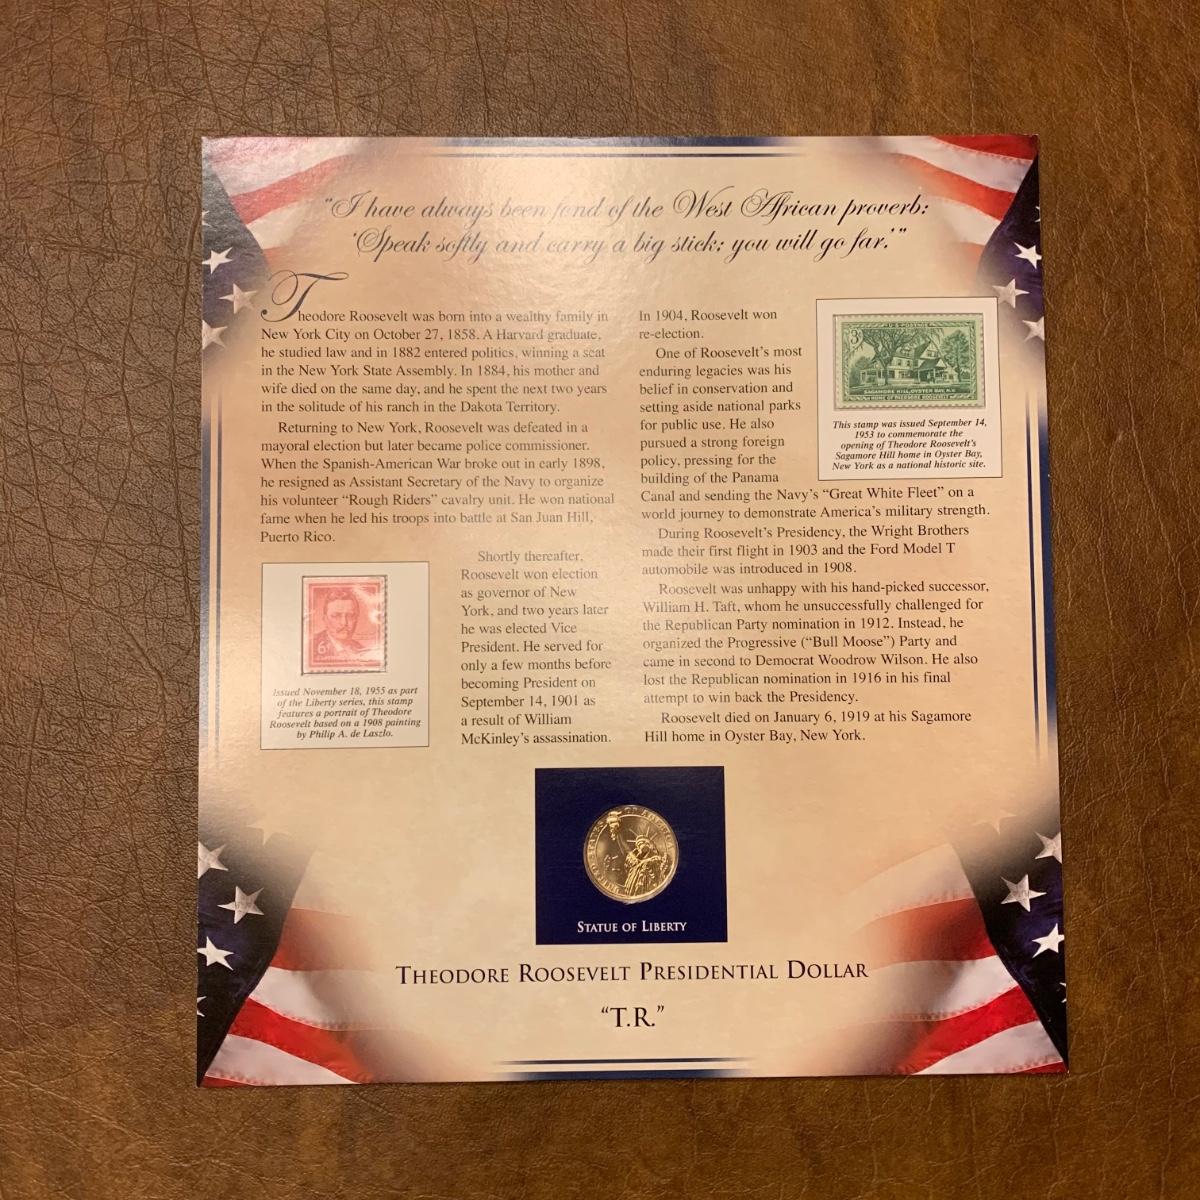 "I have always been fond of the West African proverb:
'Speak softly and carry a big stick; you will go far.'"
Theodore Roosevelt was born into a wealthy family in
New York City on October 27, 1858. A Harvard graduate,
he studied law and in 1882 entered politics, winning a seat
in the New York State Assembly. In 1884, his mother and
wife died on the same day, and he spent the next two years
in the solitude of his ranch in the Dakota Territory.
Returning to New York, Roosevelt was defeated in a
mayoral election but later became police commissioner.
When the Spanish-American War broke out in early 1898,
he resigned as Assistant Secretary of the Navy to organize
his volunteer "Rough Riders" cavalry unit. He won national
fame when he led his troops into battle at San Juan Hill,
Puerto Rico.
6¢
Issued November 18, 1955 as part
of the Liberty series, this stamp
features a portrait of Theodore
Roosevelt based on a 1908 painting
by Philip A. de Laszlo.
Shortly thereafter,
Roosevelt won election
as governor of New
York, and two years later
he was elected Vice
President. He served for
only a few months before
becoming President on
September 14, 1901 as
a result of William
McKinley's assassination.
In 1904, Roosevelt won
re-election.
One of Roosevelt's most
enduring legacies was his
belief in conservation and
setting aside national parks
for public use. He also
pursued a strong foreign
policy, pressing for the
building of the Panama
Canal and sending the Navy's "Great White Fleet" on a
world journey to demonstrate America's military strength.
During Roosevelt's Presidency, the Wright Brothers
made their first flight in 1903 and the Ford Model T
automobile was introduced in 1908.
Roosevelt was unhappy with his hand-picked successor,
William H. Taft, whom he unsuccessfully challenged for
the Republican Party nomination in 1912. Instead, he
organized the Progressive ("Bull Moose") Party and
came in second to Democrat Woodrow Wilson. He also
lost the Republican nomination in 1916 in his final
attempt to win back the Presidency.
Roosevelt died on January 6, 1919 at his Sagamore
Hill home in Oyster Bay, New York.
U.S. POSTAGE
3¢
SAGAMORE HILL, OYSTER BAY, N.Y.
HOME OF THEODORE ROOSEVELT
This stamp was issued September 14,
1953 to commemorate the
opening of Theodore Roosevelt's
Sagamore Hill home in Oyster Bay,
New York as a national historic site.
UNITED STATES OF AMERICA
$1
STATUE OF LIBERTY
THEODORE ROOSEVELT PRESIDENTIAL DOLLAR
"T.R."